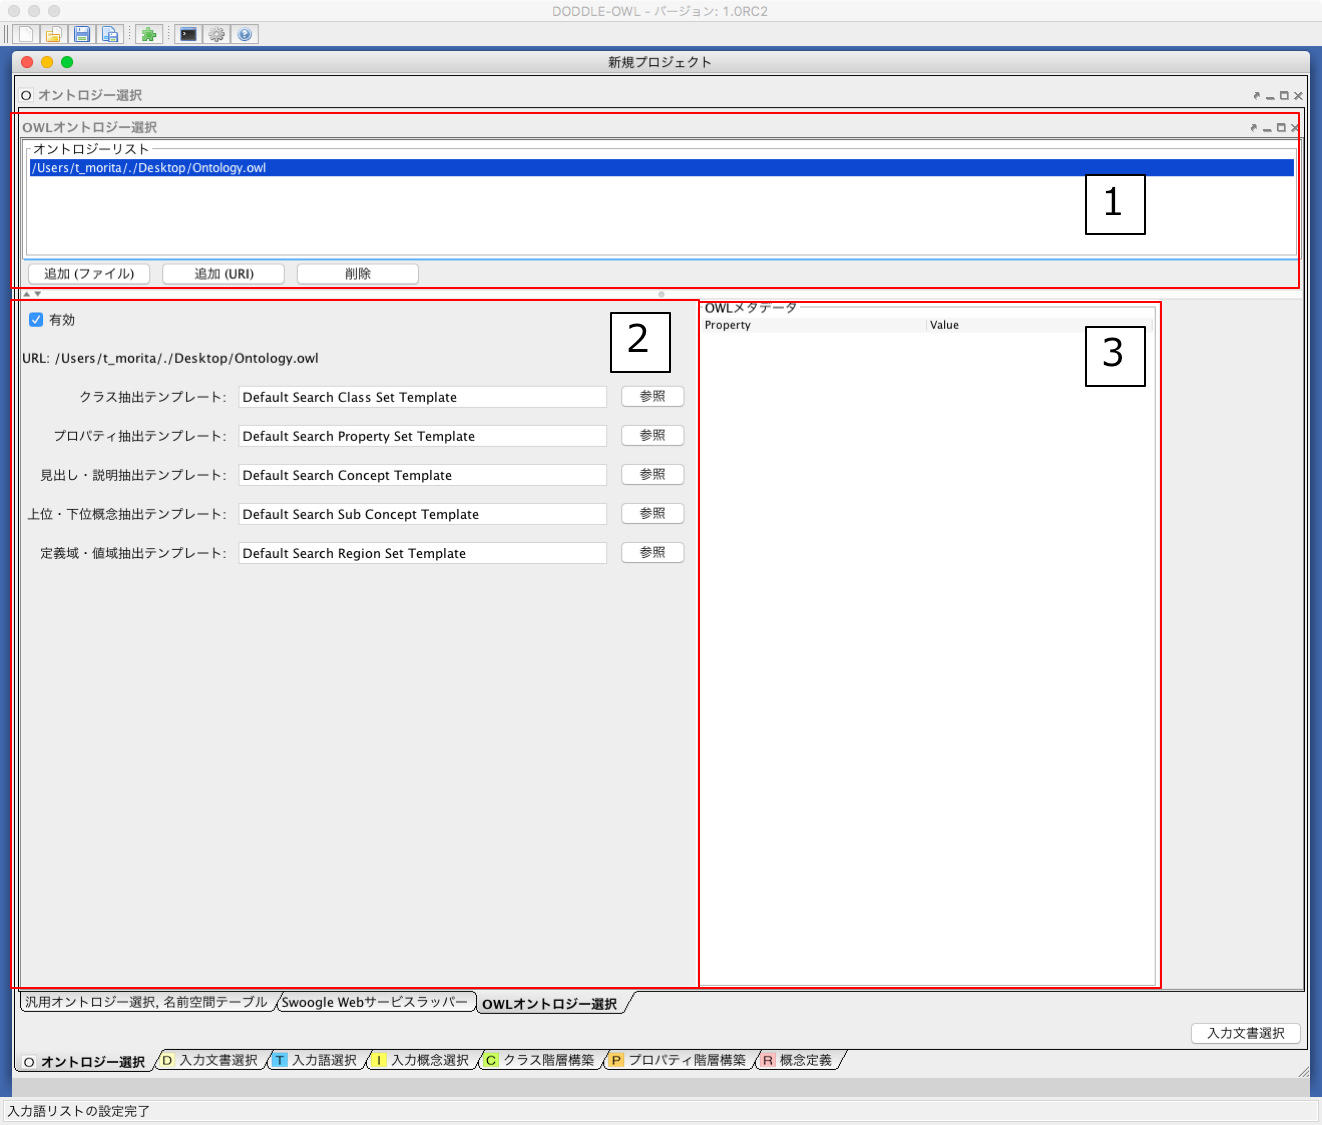 DODDLE-OWL - バージョン: 1.0RC2
新規プロジェクト
O オントロジー選択
OWLオントロジー選択
オントロジーリスト
/Users/t_morita/./Desktop/Ontology.owl
1
追加 (ファイル) 追加 (URI) 削除
有効
2
URL: /Users/t_morita/./Desktop/Ontology.owl
クラス抽出テンプレート: Default Search Class Set Template 参照
プロパティ抽出テンプレート: Default Search Property Set Template 参照
見出し・説明抽出テンプレート: Default Search Concept Template 参照
上位・下位概念抽出テンプレート: Default Search Sub Concept Template 参照
定義域・値域抽出テンプレート: Default Search Region Set Template 参照
OWLメタデータ
Property Value
3
汎用オントロジー選択, 名前空間テーブル Swoogle Webサービスラッパー OWLオントロジー選択
入力文書選択
O オントロジー選択 D 入力文書選択 T 入力語選択 I 入力概念選択 C クラス階層構築 P プロパティ階層構築 R 概念定義
入力語リストの設定完了